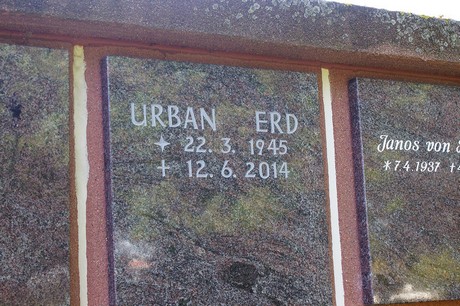 URBAN ERD
✦ 22. 3. 1945
✝ 12. 6. 2014
Janos von
* 7.4.1937 †